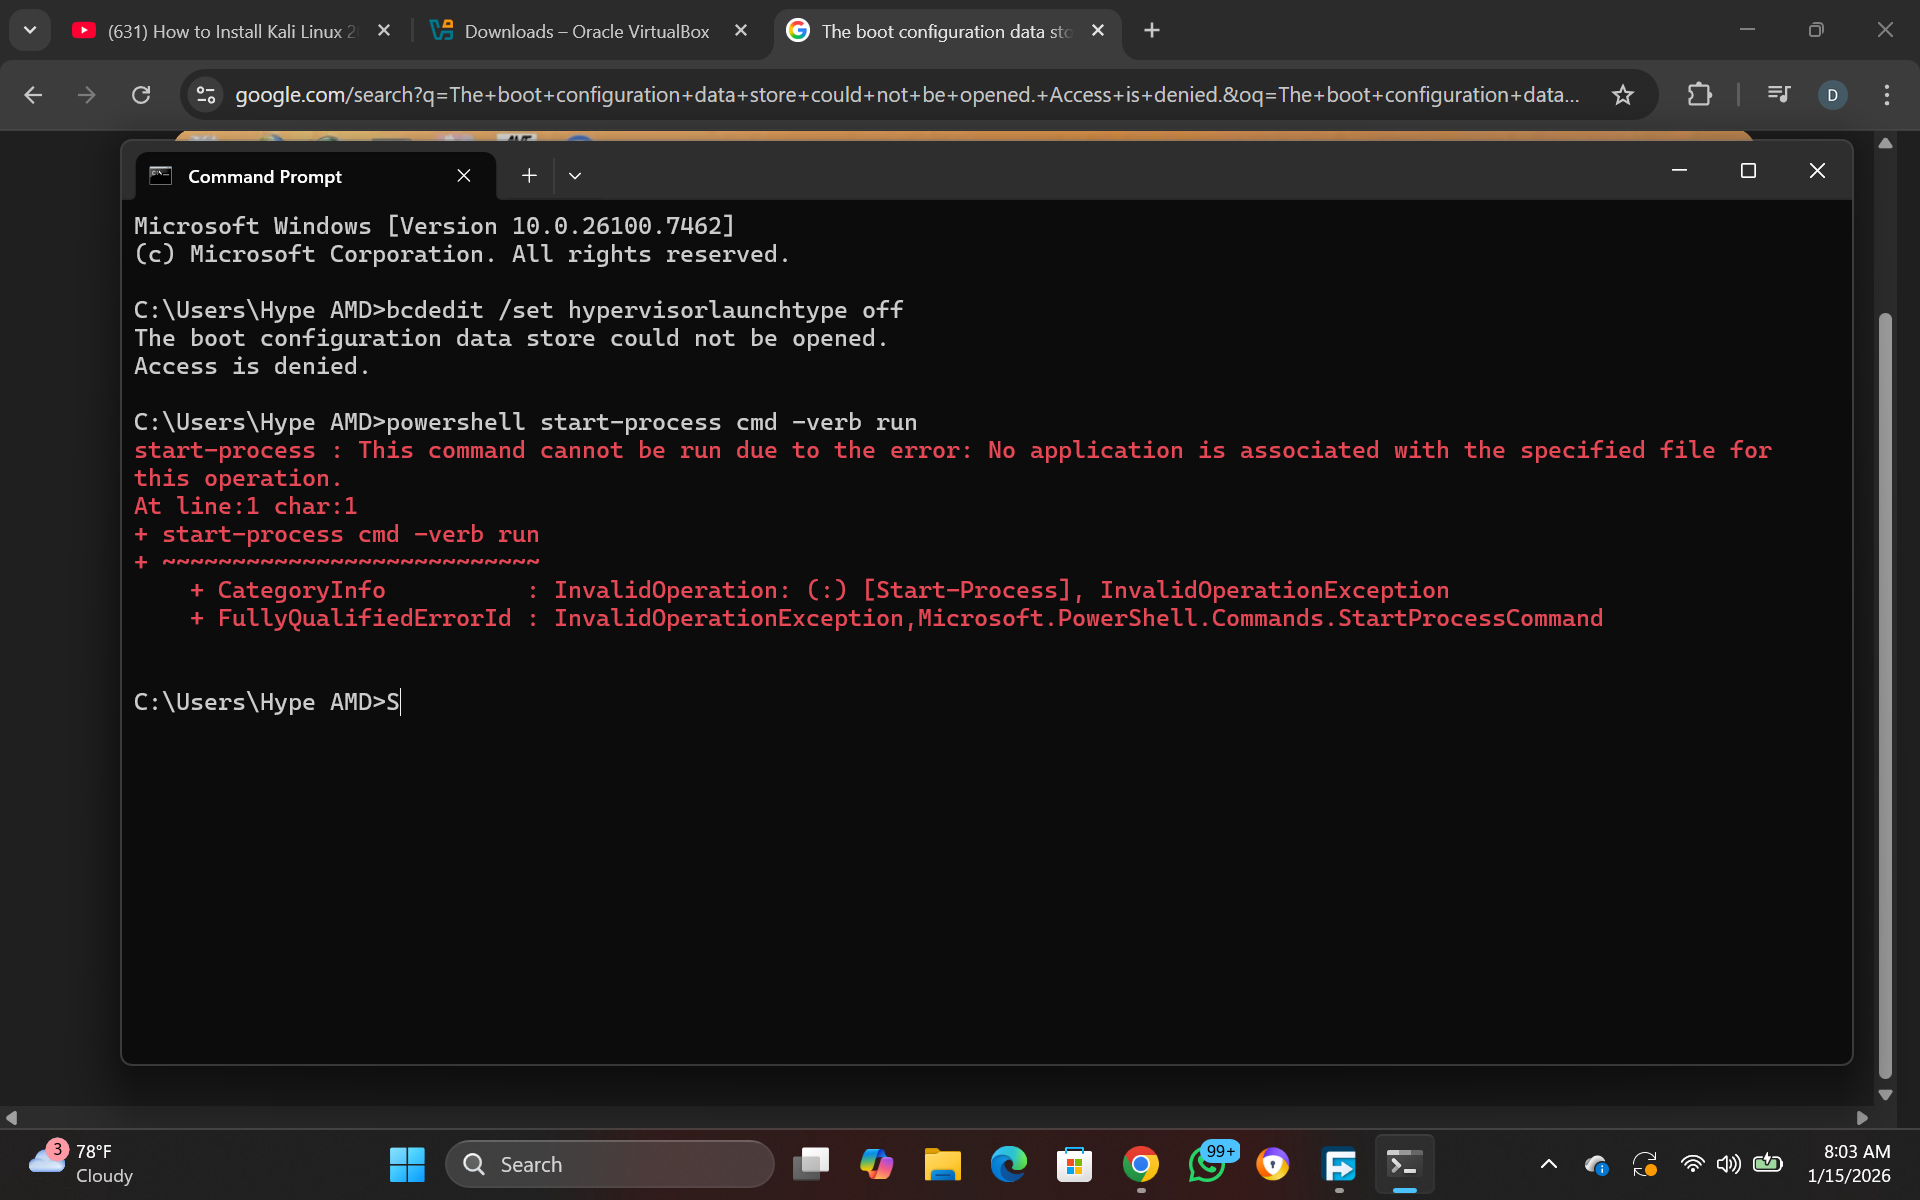 (631) How to Install Kali Linux 2
Downloads – Oracle VirtualBox
The boot configuration data sto
google.com/search?q=The+boot+configuration+data+store+could+not+be+opened.+Access+is+denied.&oq=The+boot+configuration+data...
D
Command Prompt
Microsoft Windows [Version 10.0.26100.7462]
(c) Microsoft Corporation. All rights reserved.
C:\Users\Hype AMD>bcdedit /set hypervisorlaunchtype off
The boot configuration data store could not be opened.
Access is denied.
C:\Users\Hype AMD>powershell start-process cmd -verb run
start-process : This command cannot be run due to the error: No application is associated with the specified file for
this operation.
At line:1 char:1
+ start-process cmd -verb run
+ ~~~~~~~~~~~~~~~~~~~~~~~~~~~
    + CategoryInfo          : InvalidOperation: (:) [Start-Process], InvalidOperationException
    + FullyQualifiedErrorId : InvalidOperationException,Microsoft.PowerShell.Commands.StartProcessCommand
C:\Users\Hype AMD>S
3
78°F
Cloudy
Search
99+
8:03 AM
1/15/2026